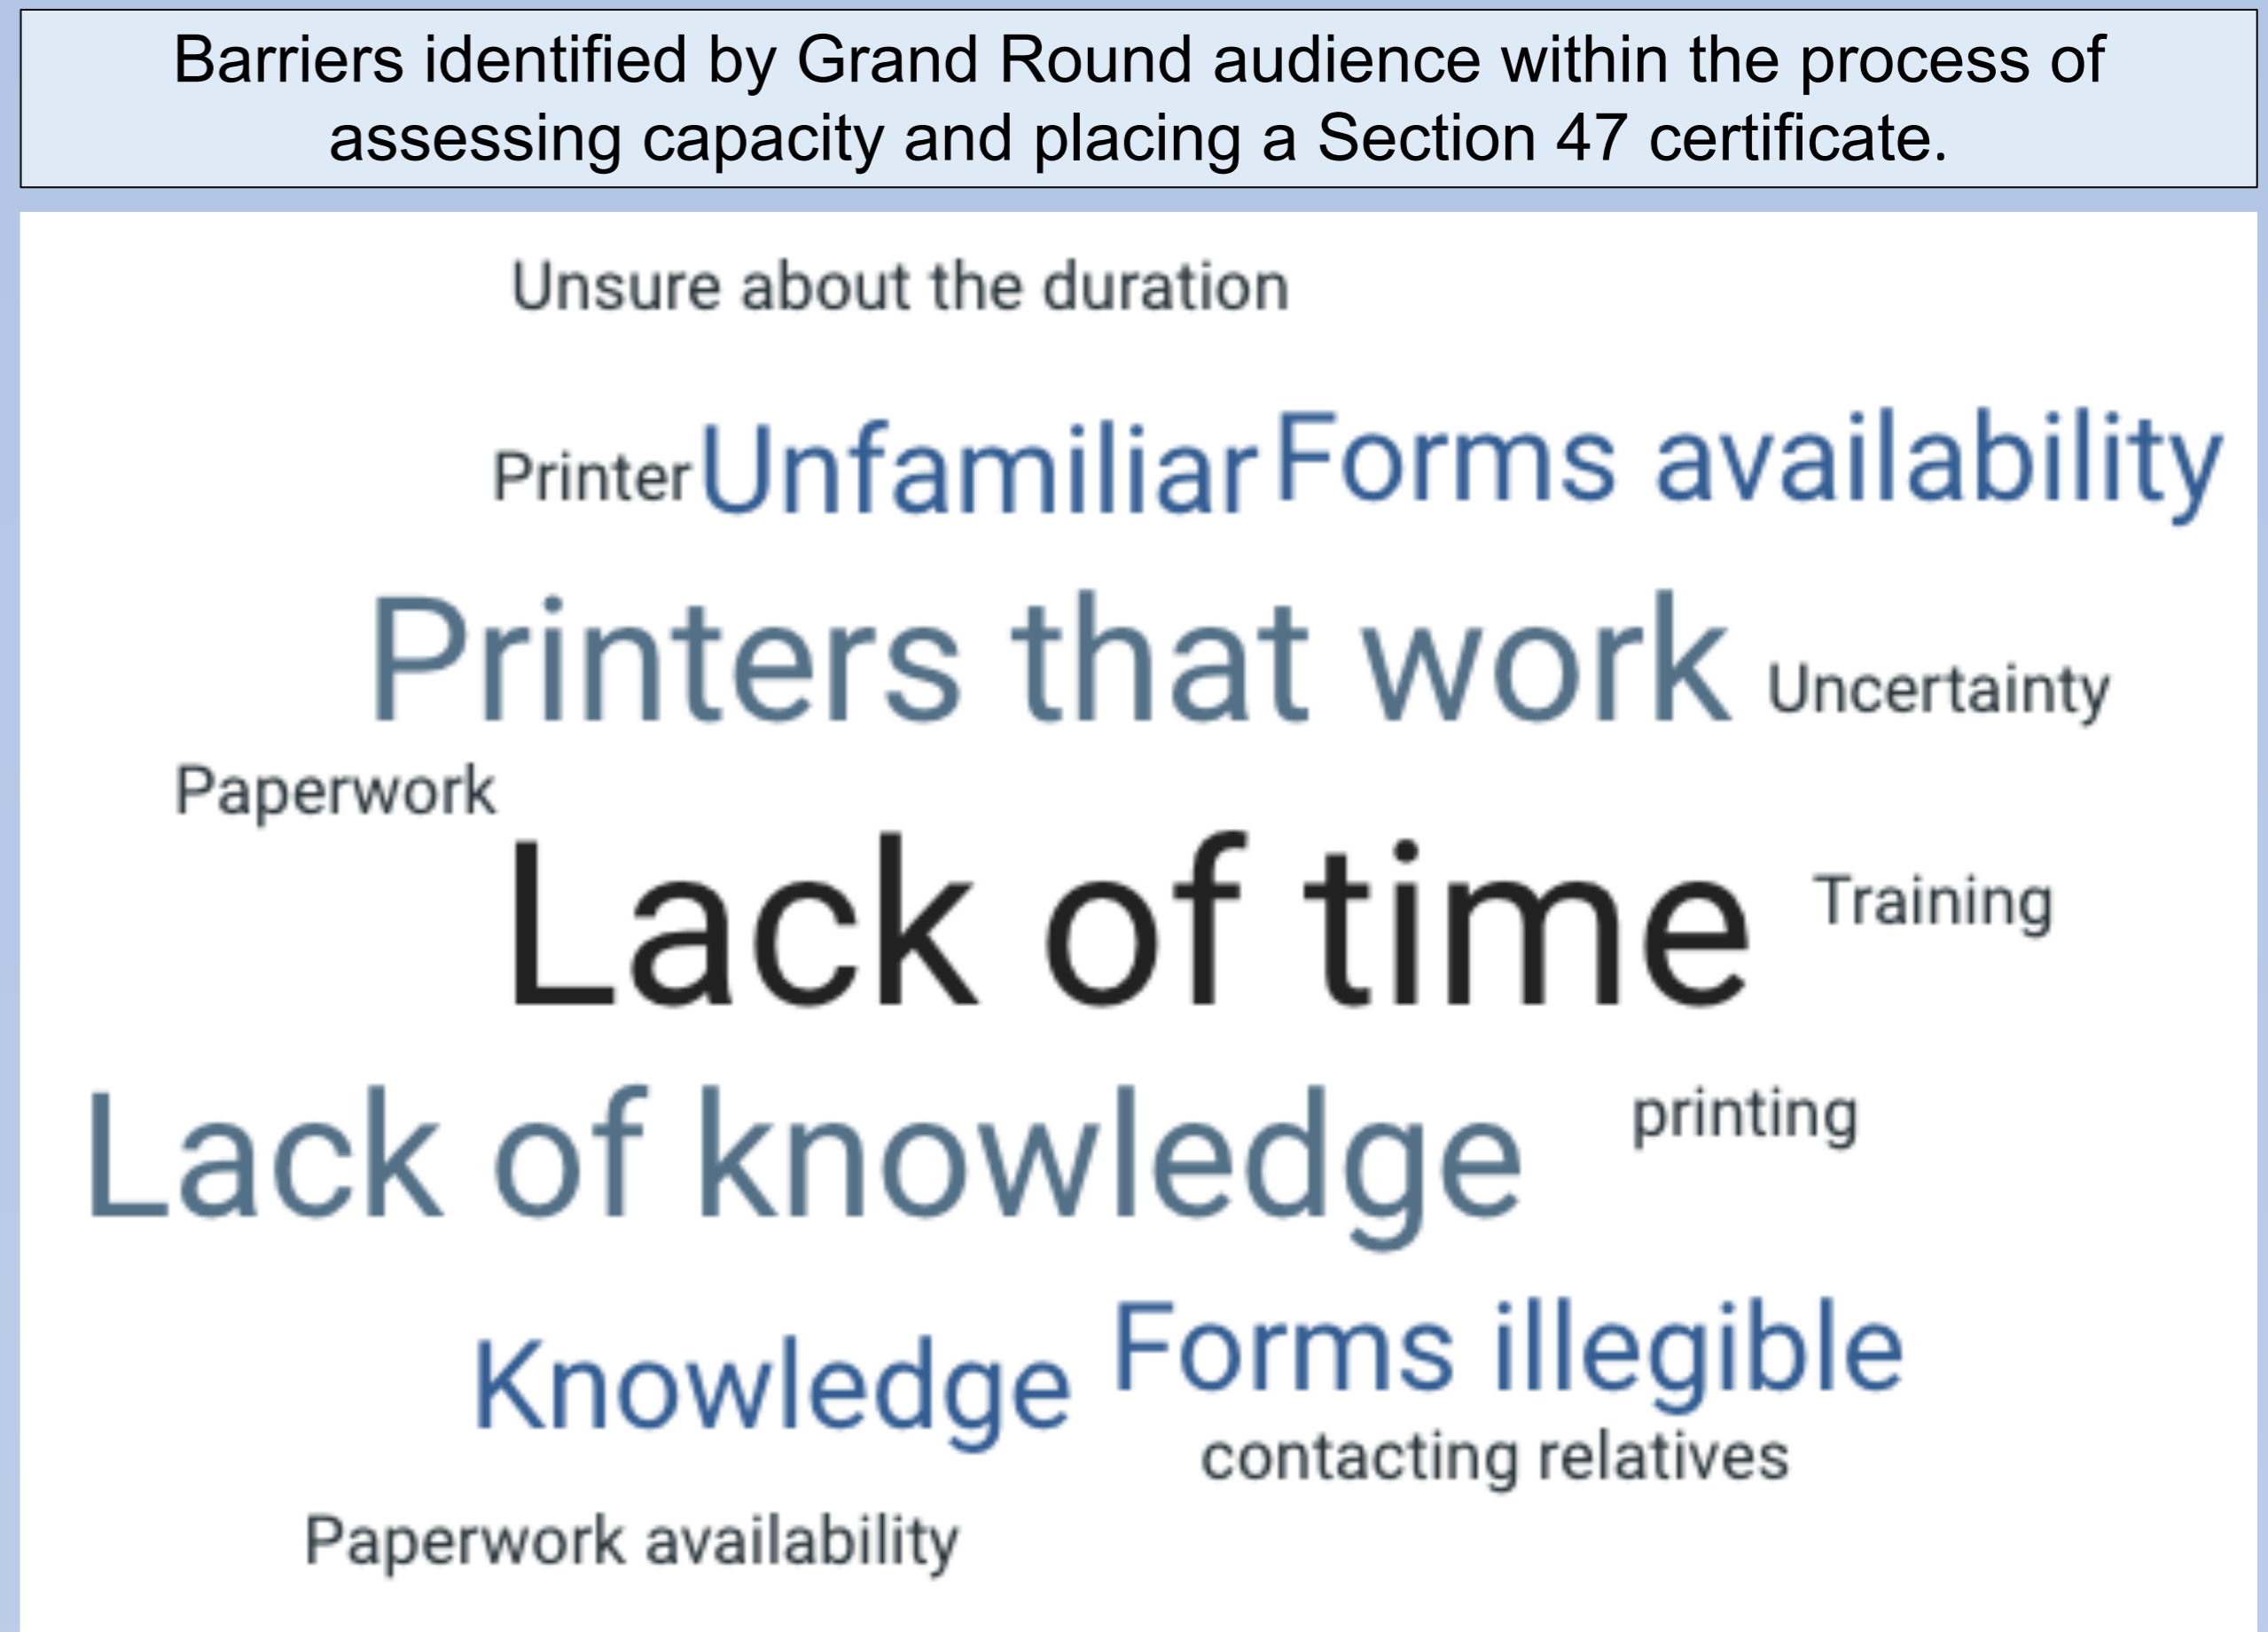 Barriers identified by Grand Round audience within the process of
assessing capacity and placing a Section 47 certificate.
Unsure about the duration
Printer Unfamiliar Forms availability
Printers that work Uncertainty
Paperwork
Lack of time Training
Lack of knowledge printing
Knowledge Forms illegible
contacting relatives
Paperwork availability